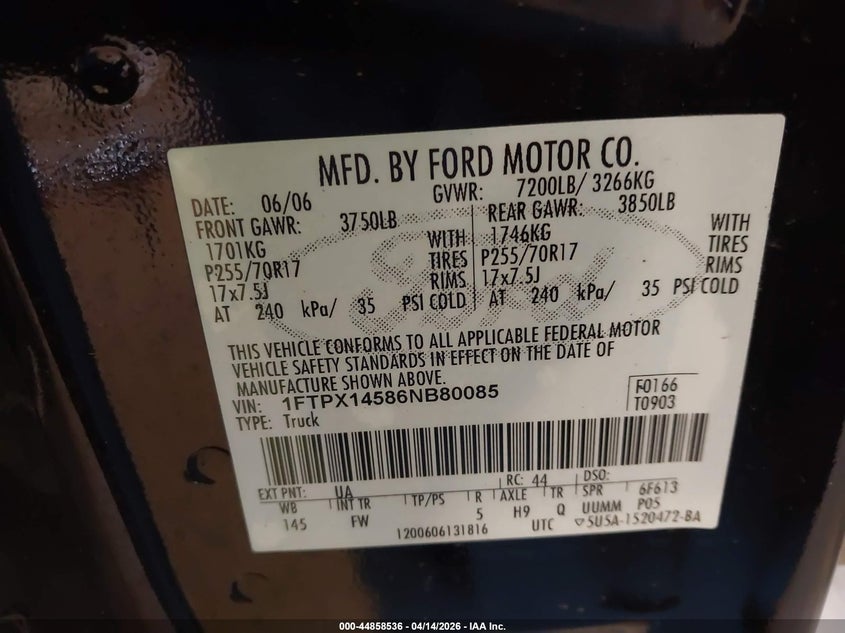 MFD. BY FORD MOTOR CO.
DATE: 06/06 GVWR: 7200LB/ 3266KG
FRONT GAWR: 3750LB REAR GAWR: 3850LB
1701KG WITH 1746KG WITH
P255/70R17 TIRES P255/70R17 TIRES
17x7.5J RIMS 17x7.5J RIMS
AT 240 kPa/ 35 PSI COLD AT 240 kPa/ 35 PSI COLD
Ford
THIS VEHICLE CONFORMS TO ALL APPLICABLE FEDERAL MOTOR
VEHICLE SAFETY STANDARDS IN EFFECT ON THE DATE OF
MANUFACTURE SHOWN ABOVE.
VIN: 1FTPX14586NB80085 F0166
TYPE: Truck T0903
EXT PNT: UA RC: 44 DSO:
WB INT TR TP/PS R AXLE TR SPR 6F613
145 FW 5 H9 Q UUMM P05
1200606131816 UTC ▽5U5A-1520472-BA
000-44858536 - 04/14/2026 - IAA Inc.